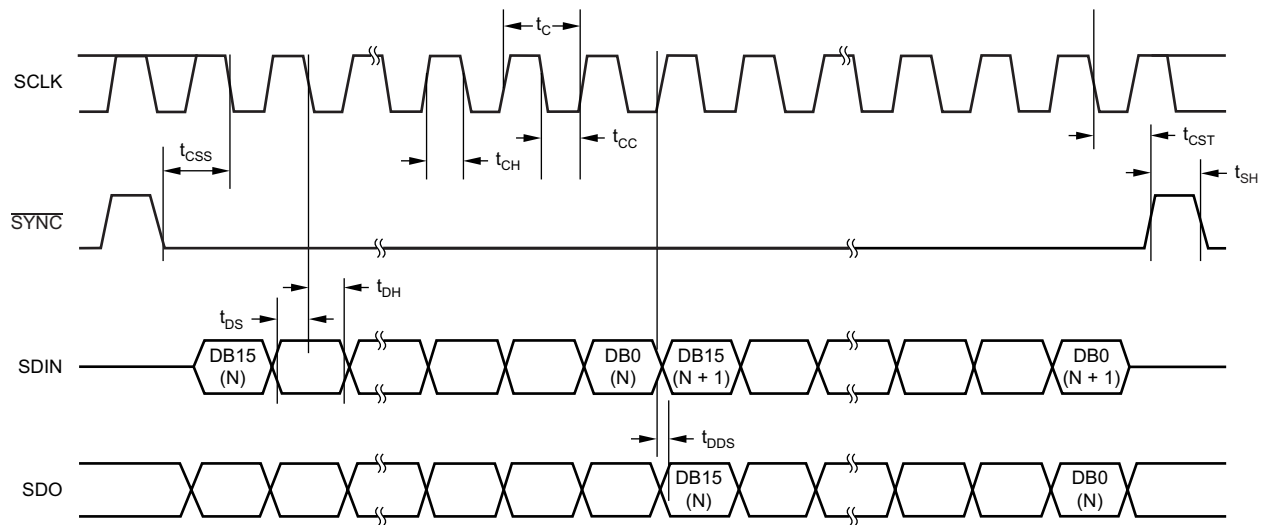 t_C
SCLK
t_CSS
t_CH
t_CC
t_CST
t_SH
SYNC
t_DS
t_DH
SDIN
DB15
(N)
DB0
(N)
DB15
(N + 1)
DB0
(N + 1)
t_DDS
SDO
DB15
(N)
DB0
(N)